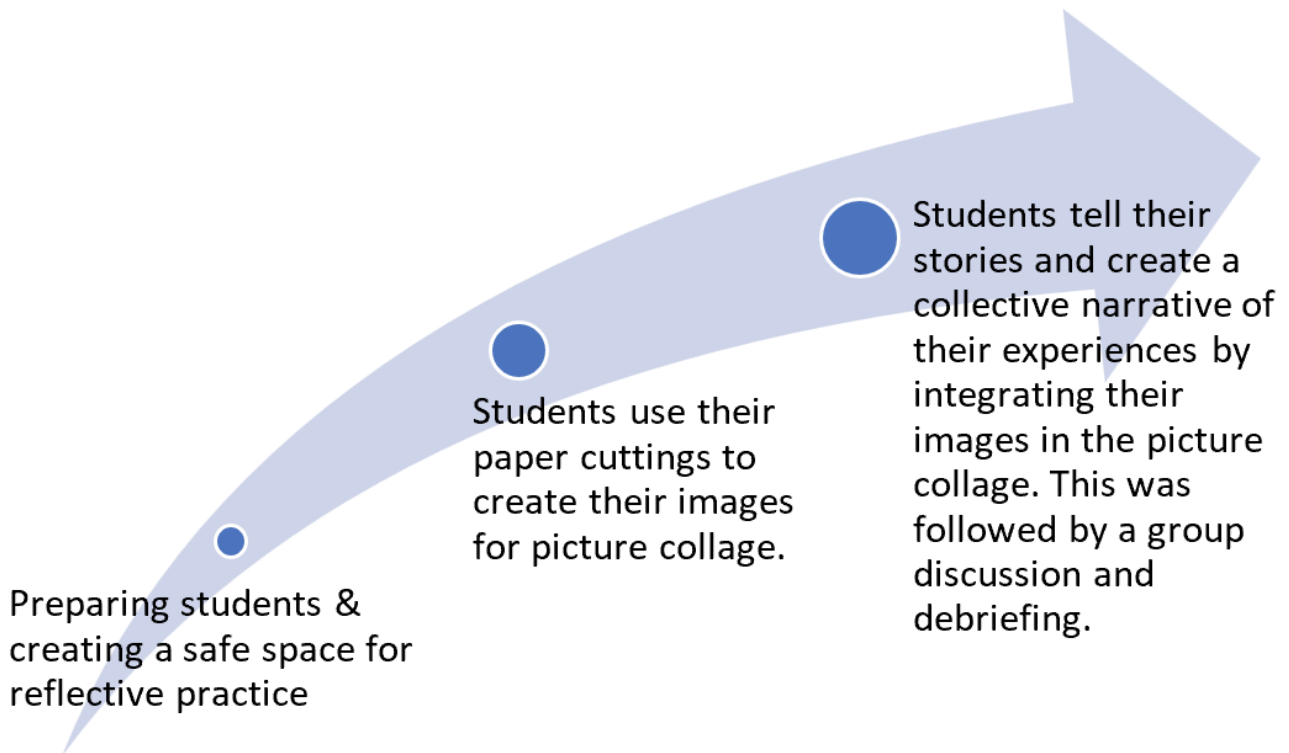 Preparing students &
creating a safe space for
reflective practice
Students use their
paper cuttings to
create their images
for picture collage.
Students tell their
stories and create a
collective narrative of
their experiences by
integrating their
images in the picture
collage. This was
followed by a group
discussion and
debriefing.